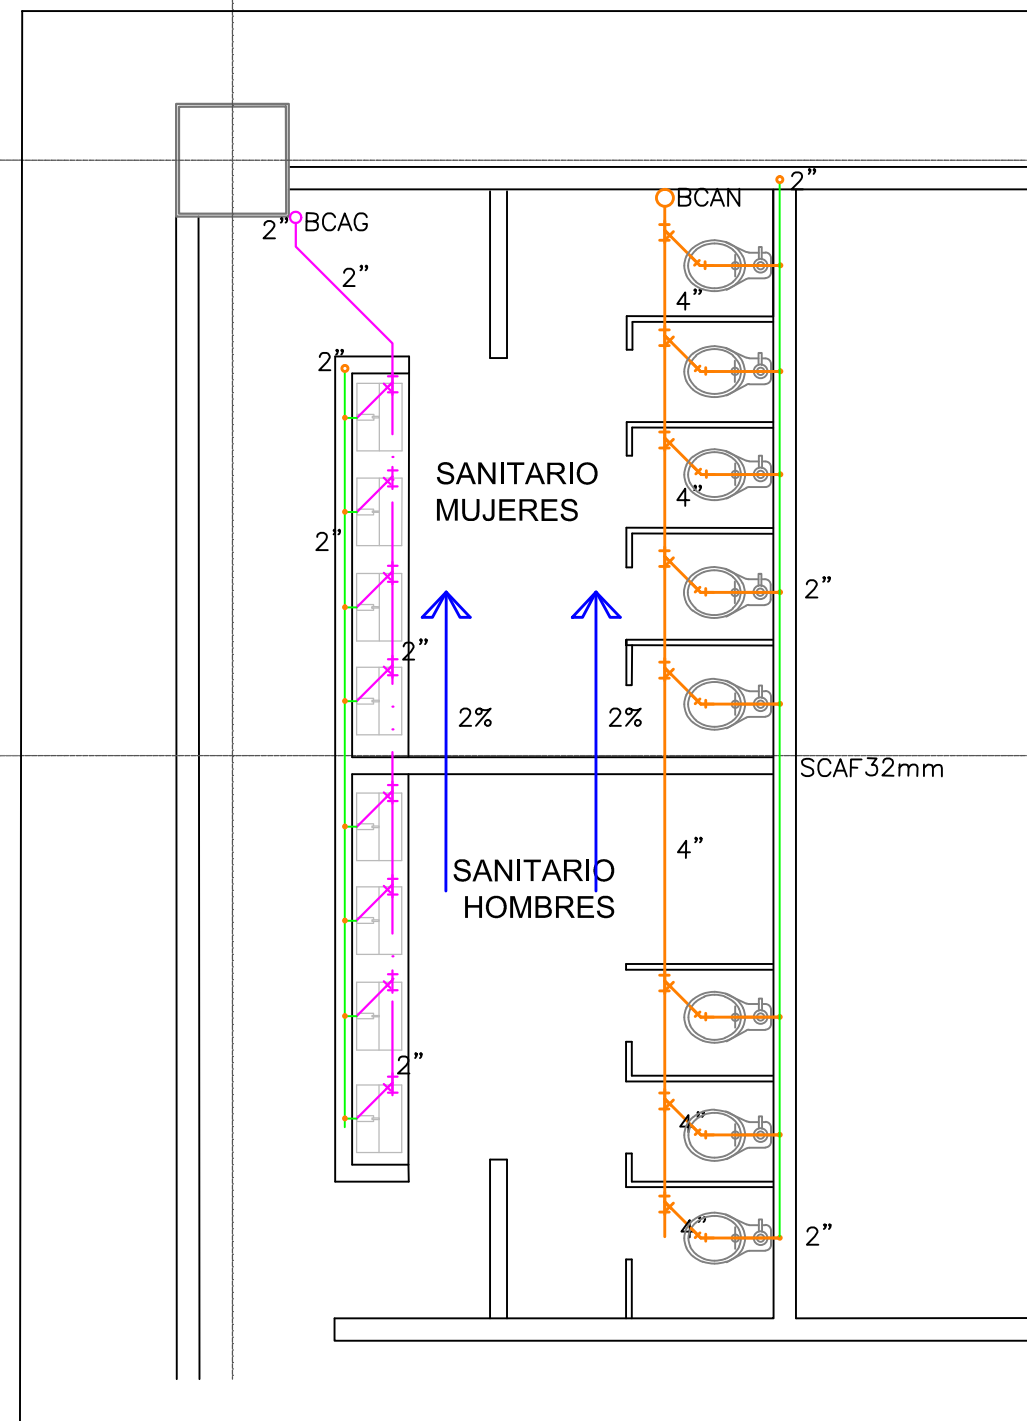 2”
BCAN
2” BCAG
2”
4”
2”
SANITARIO
MUJERES
4”
2”
2”
2”
2%
2%
SCAF32mm
4”
SANITARIO
HOMBRES
2”
4”
4”
2”